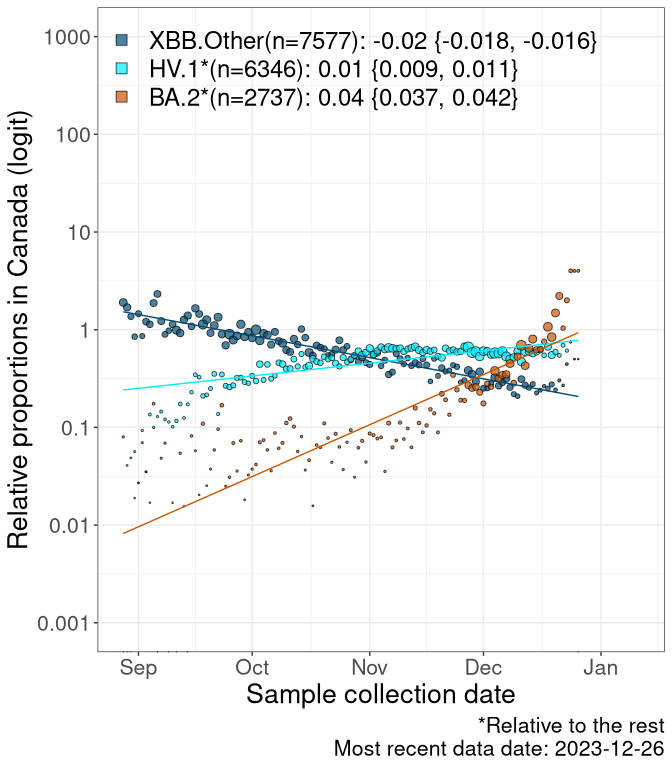 1000
100
10
1
0.1
0.01
0.001
Relative proportions in Canada (logit)
XBB.Other(n=7577): -0.02 {-0.018, -0.016}
HV.1*(n=6346): 0.01 {0.009, 0.011}
BA.2*(n=2737): 0.04 {0.037, 0.042}
Sep Oct Nov Dec Jan
Sample collection date
*Relative to the rest
Most recent data date: 2023-12-26